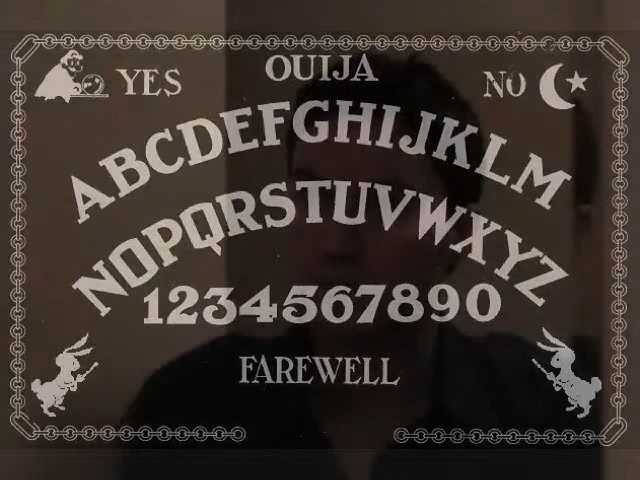 OUIJA
YES NO
ABCDEFGHIJKLM
NOPQRSTUVWXYZ
1234567890
FAREWELL